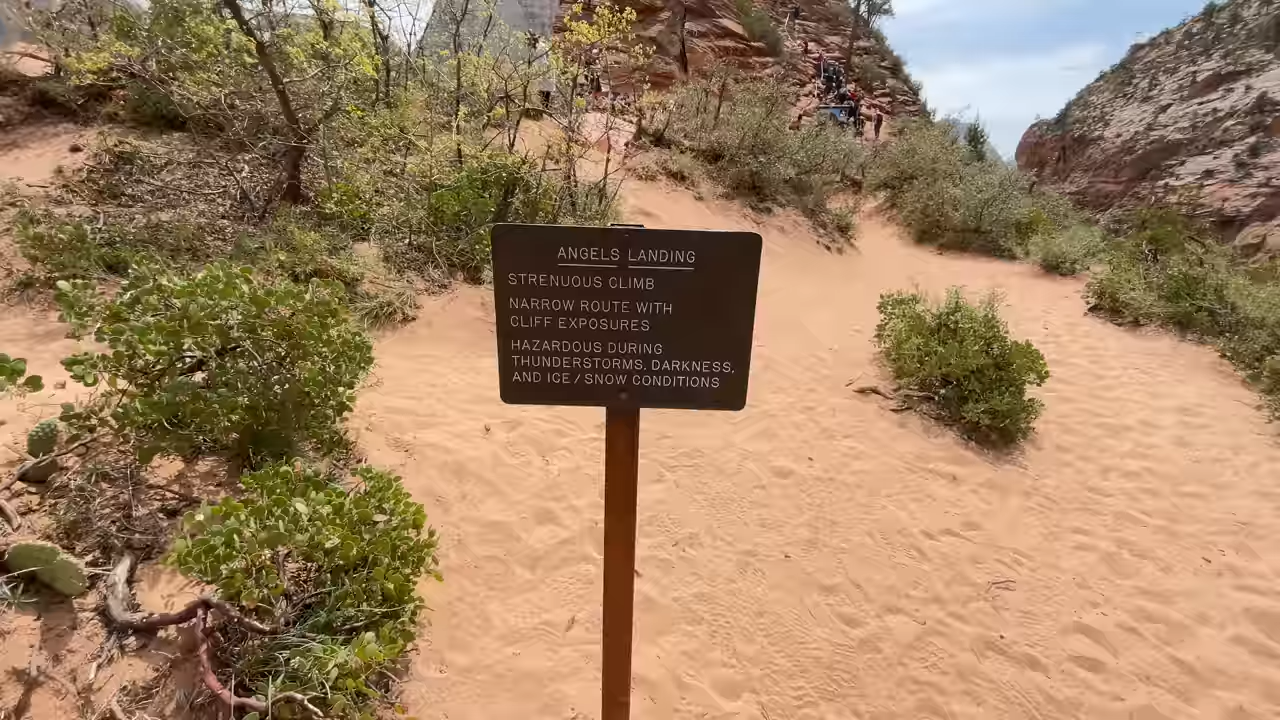 ANGELS LANDING
STRENUOUS CLIMB
NARROW ROUTE WITH
CLIFF EXPOSURES
HAZARDOUS DURING
THUNDERSTORMS, DARKNESS,
AND ICE / SNOW CONDITIONS